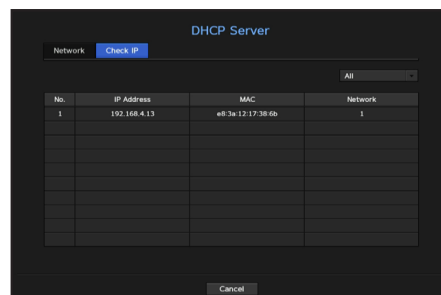 DHCP Server
Network Check IP
All
No. IP Address MAC Network
1 192.168.4.13 e8:3a:12:17:38:6b 1
Cancel